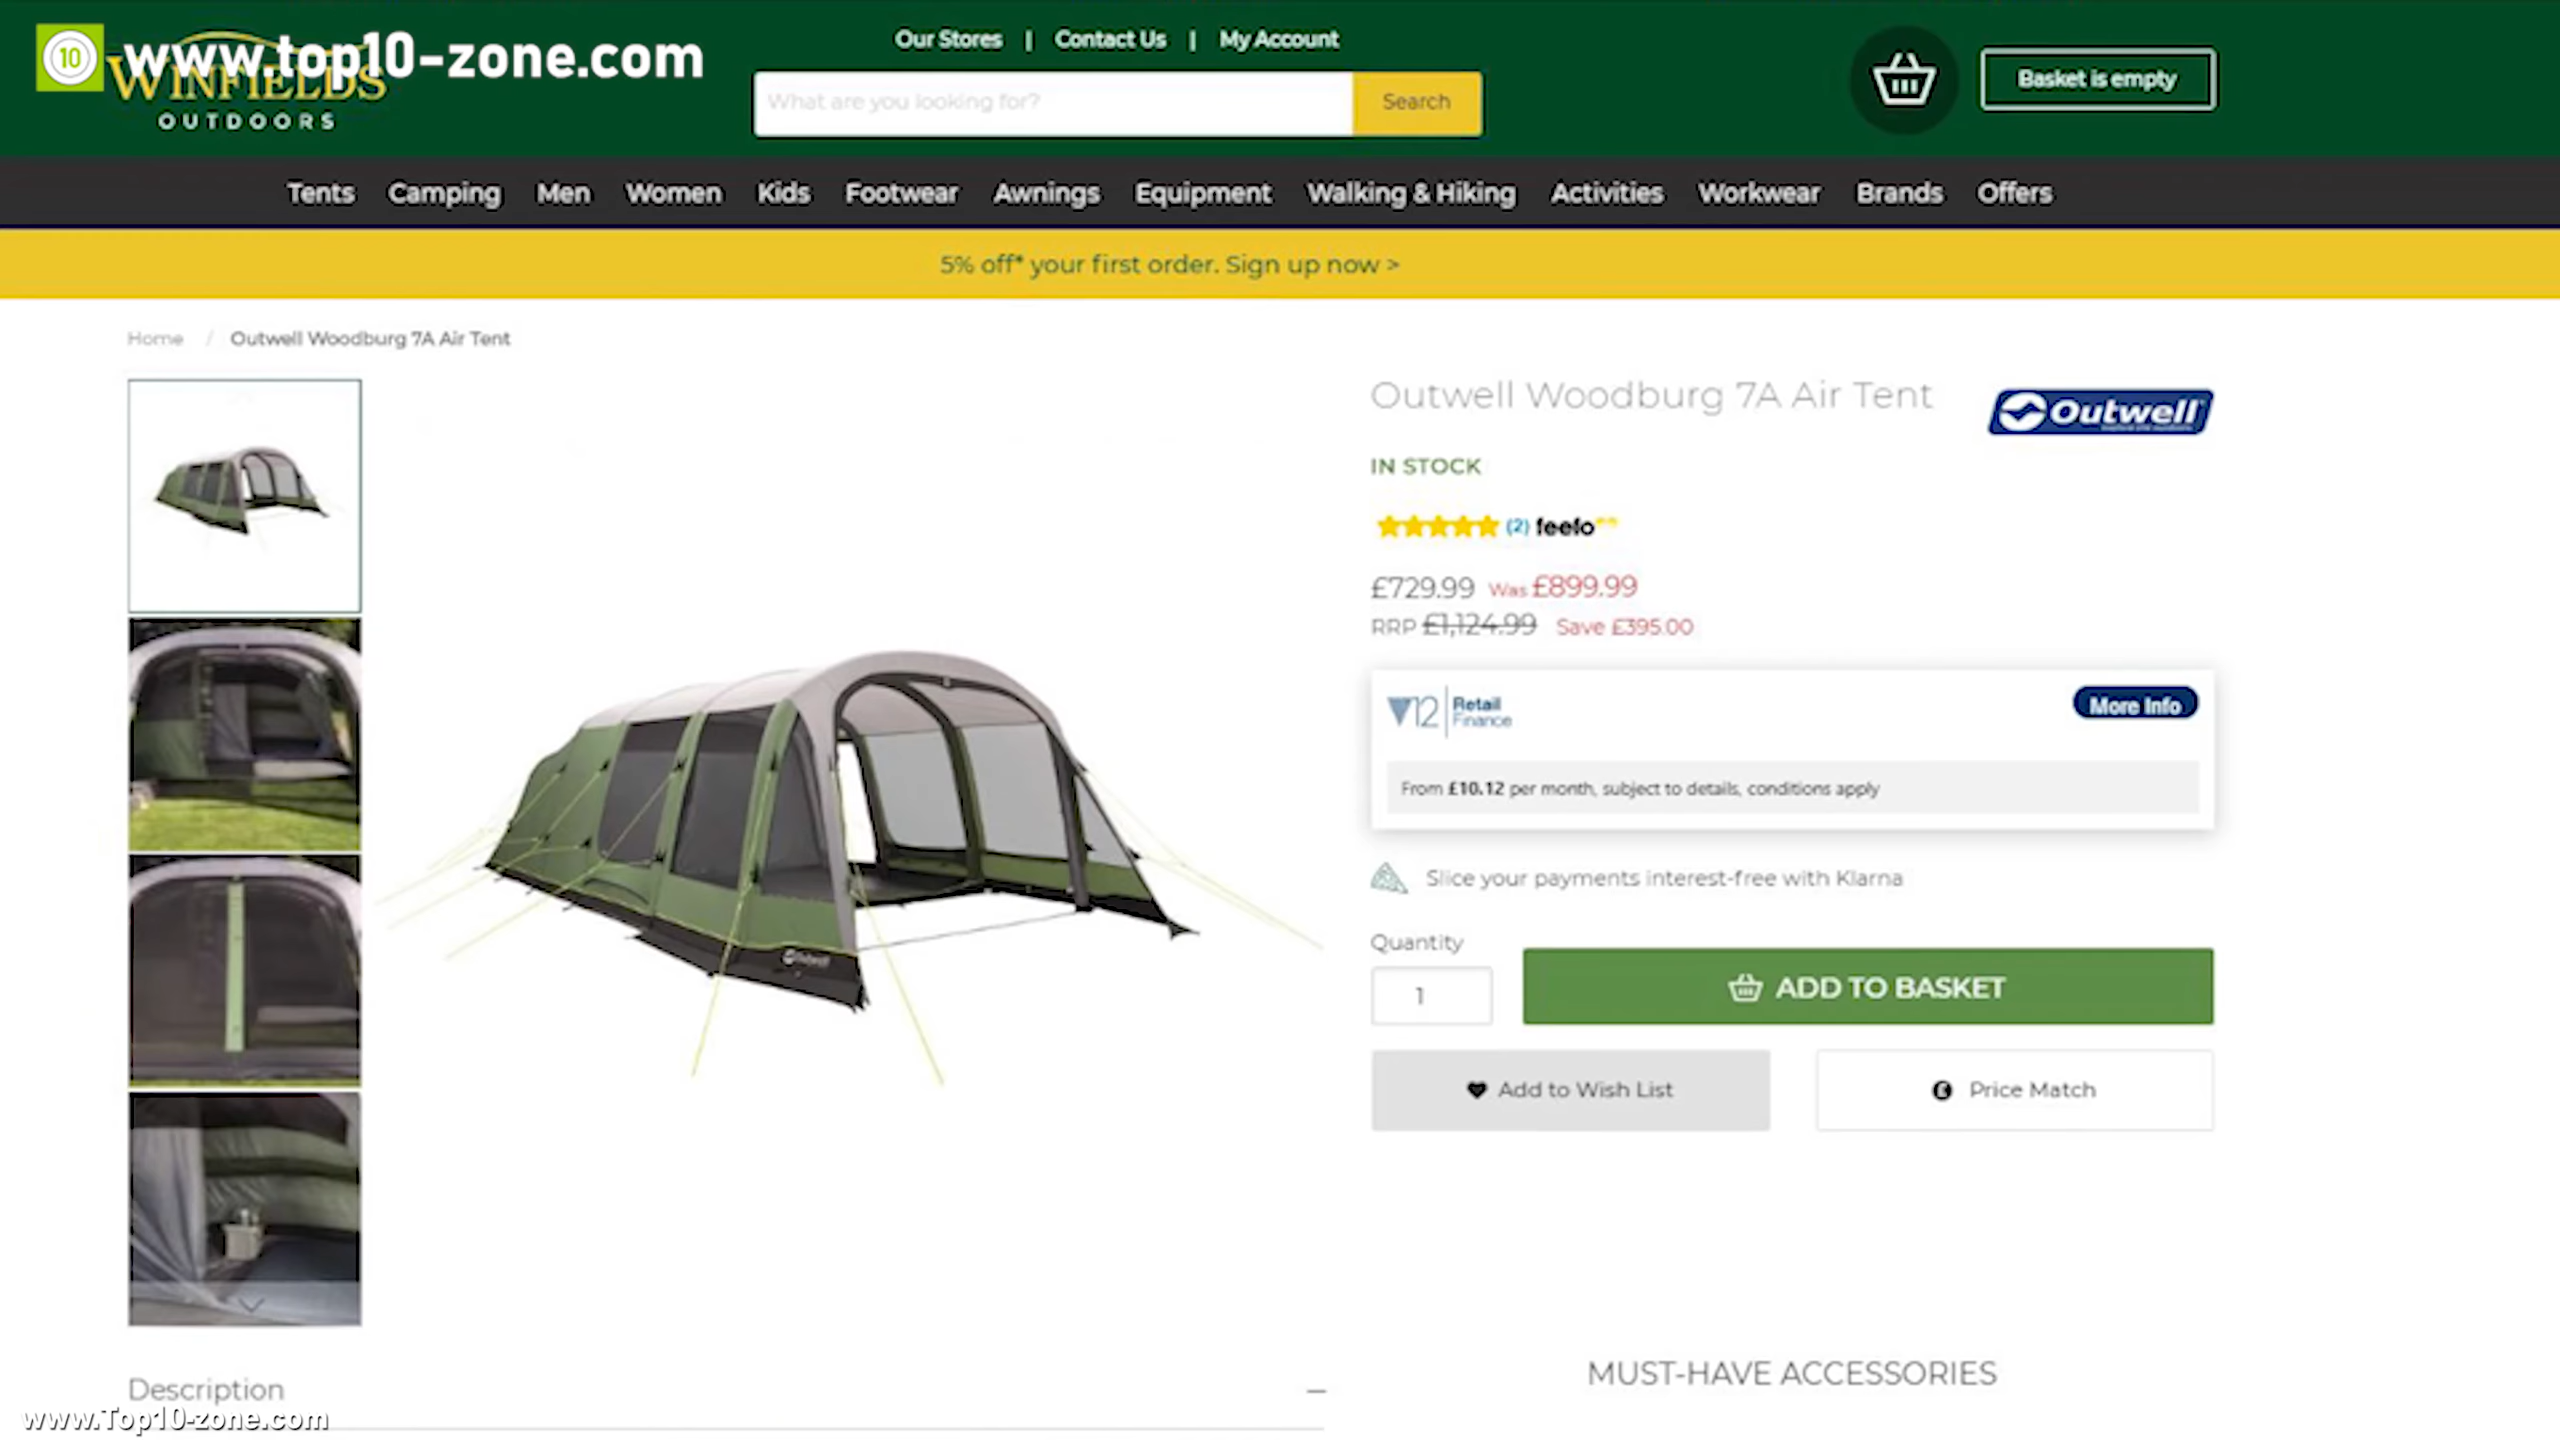 www.top10-zone.com
10
WINFIELDS
OUTDOORS
Our Stores | Contact Us | My Account
What are you looking for?
Search
Basket is empty
Tents Camping Men Women Kids Footwear Awnings Equipment Walking & Hiking Activities Workwear Brands Offers
5% off* your first order. Sign up now >
Home / Outwell Woodburg 7A Air Tent
Outwell Woodburg 7A Air Tent
Outwell
IN STOCK
(2) feefo
£729.99 Was £899.99
RRP £1,124.99 Save £395.00
V12 Retail Finance
More Info
From £10.12 per month, subject to details, conditions apply
Slice your payments interest-free with Klarna
Quantity
1
ADD TO BASKET
Add to Wish List
Price Match
Outwell
Description
MUST-HAVE ACCESSORIES
www.Top10-zone.com